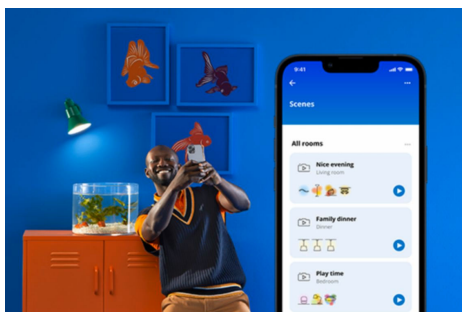 9:41
Scenes
All rooms
Nice evening
Living room
Family dinner
Dinner
Play time
Bedroom